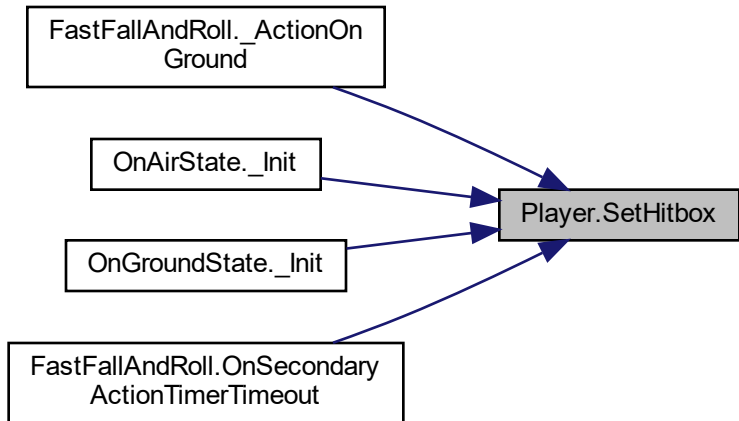 FastFallAndRoll._ActionOn
Ground
OnAirState._Init
Player.SetHitbox
OnGroundState._Init
FastFallAndRoll.OnSecondary
ActionTimerTimeout